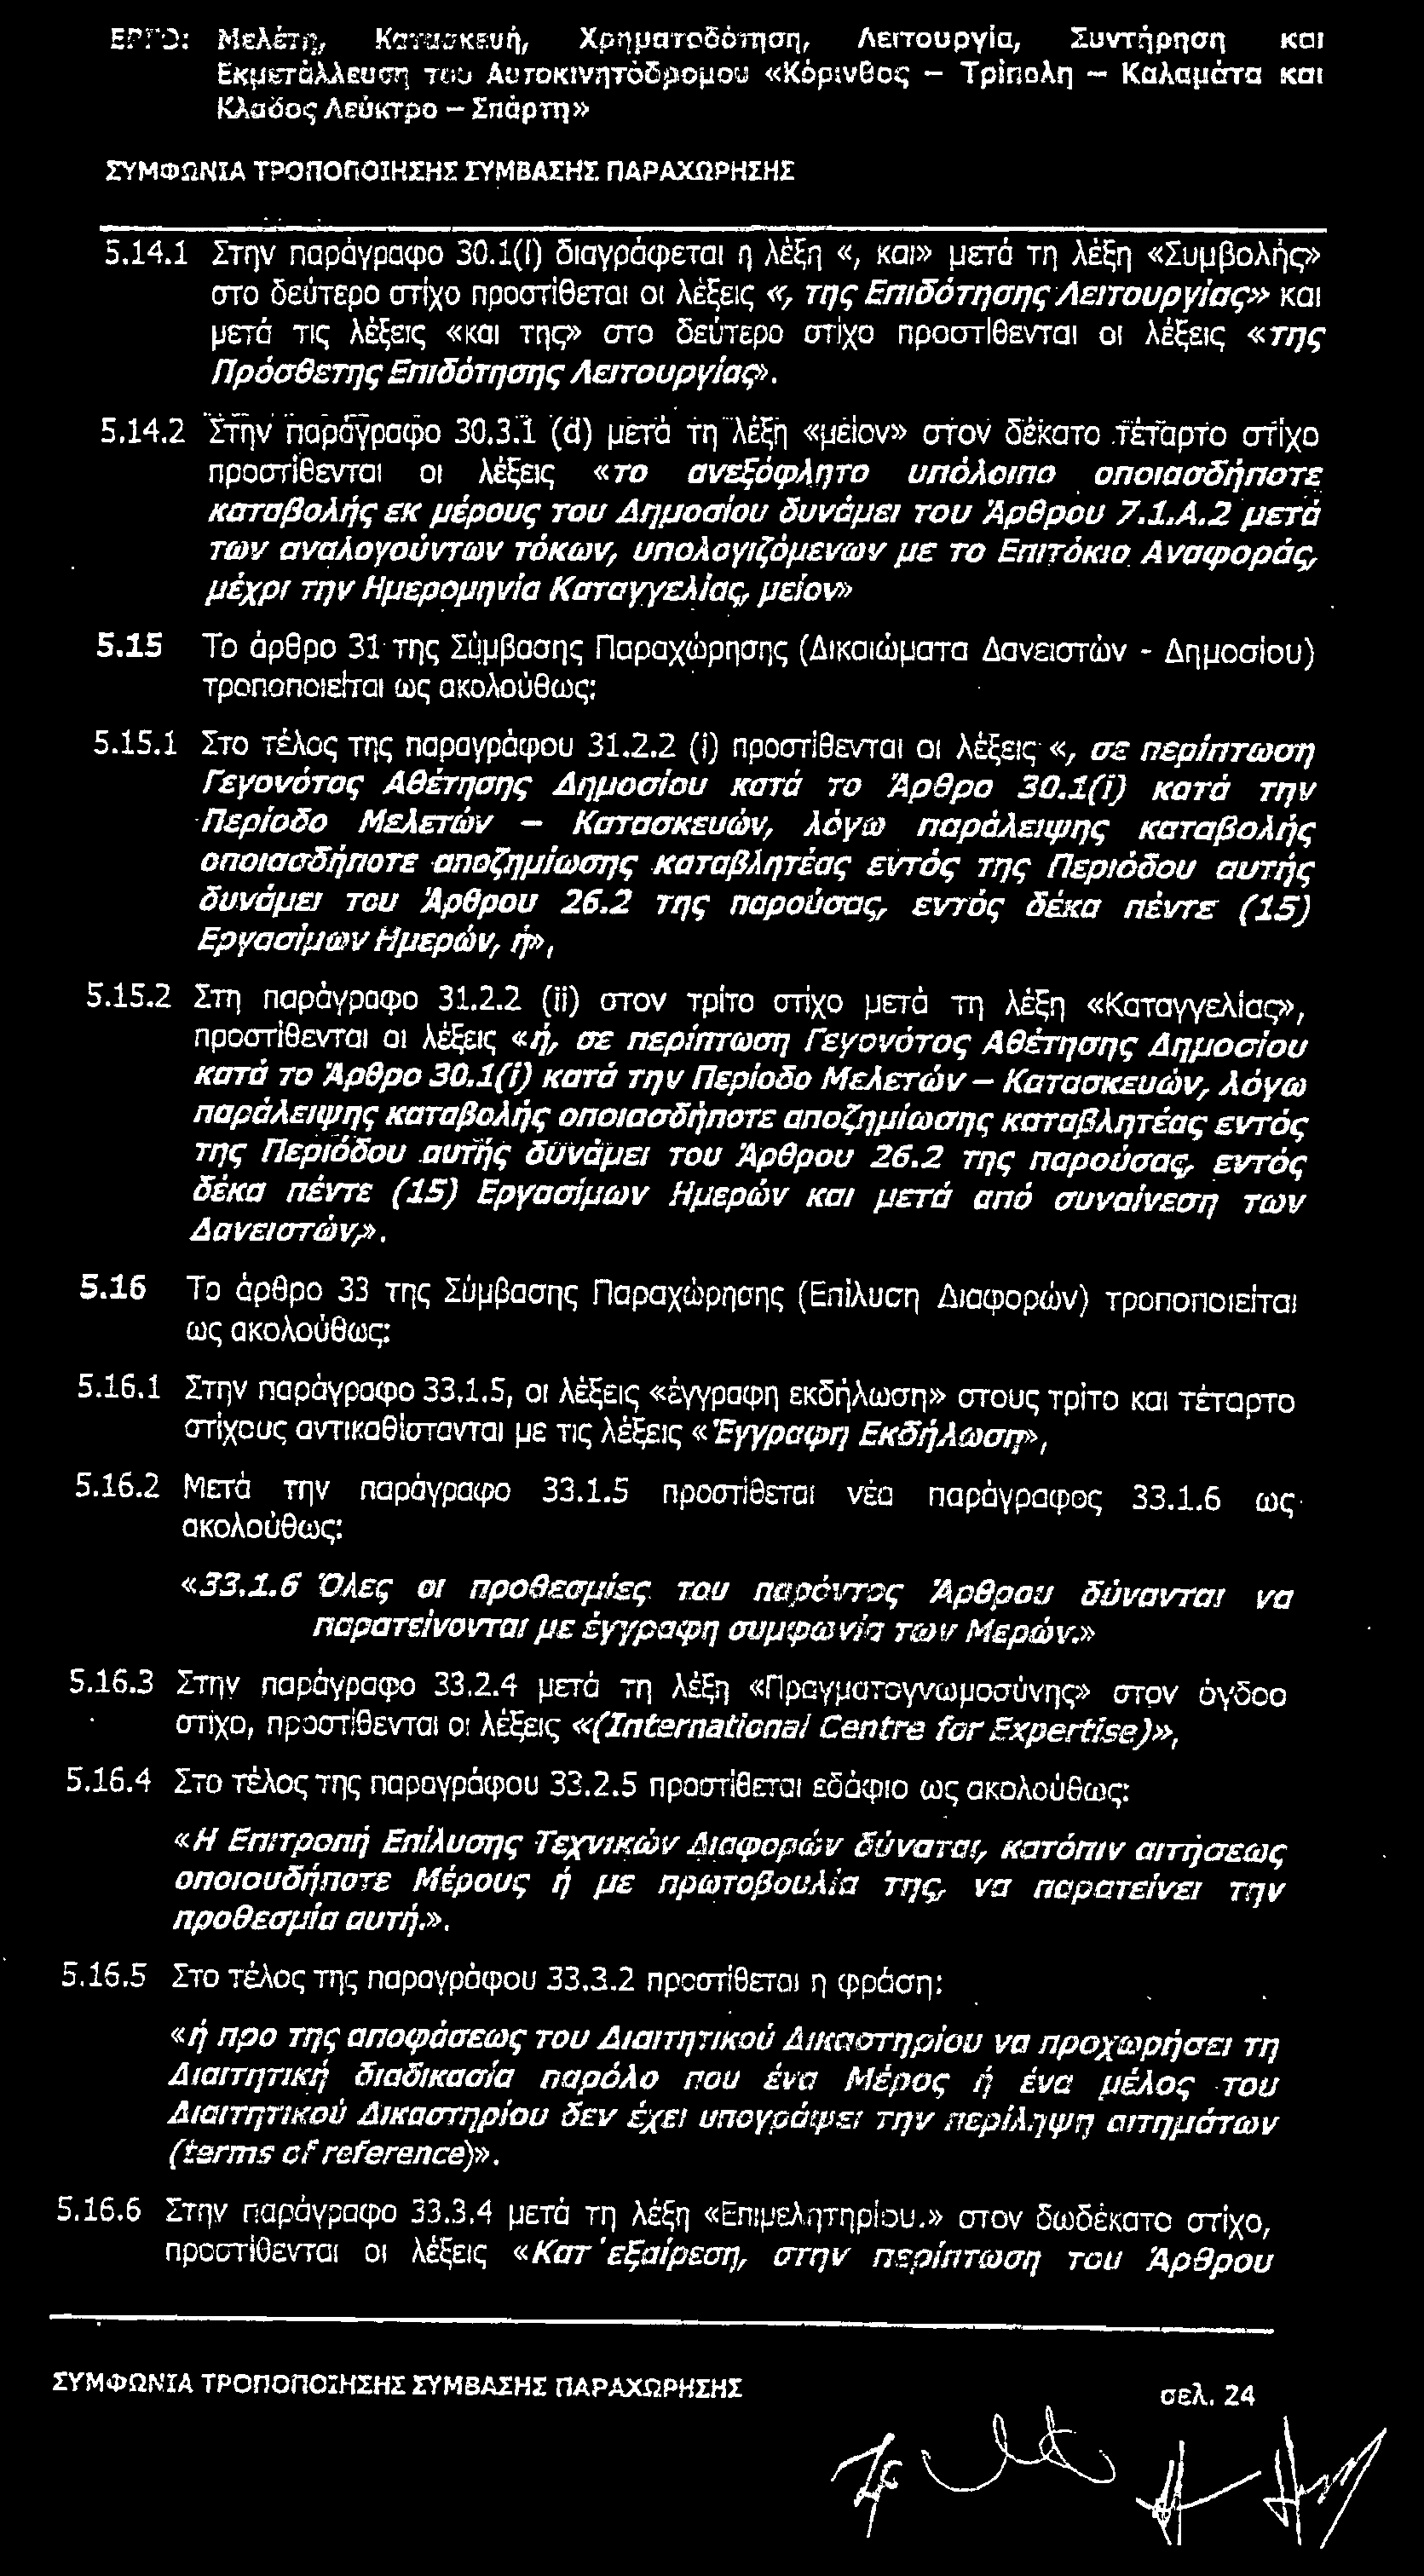 ΕΡΓΟ: Μελέτη, Κατασκευή, Χρηματοδότηση, Λειτουργία, Συντήρηση και
Εκμετάλλευση του Αυτοκινητόδρομου «Κόρινθος – Τρίπολη – Καλαμάτα και
Κλάδος Λεύκτρο – Σπάρτη»
ΣΥΜΦΩΝΙΑ ΤΡΟΠΟΠΟΙΗΣΗΣ ΣΥΜΒΑΣΗΣ ΠΑΡΑΧΩΡΗΣΗΣ
5.14.1 Στην παράγραφο 30.1(i) διαγράφεται η λέξη «, και» μετά τη λέξη «Συμβολής»
στο δεύτερο στίχο προστίθεται οι λέξεις «, της Επιδότησης Λειτουργίας» και
μετά τις λέξεις «και της» στο δεύτερο στίχο προστίθενται οι λέξεις «της
Πρόσθετης Επιδότησης Λειτουργίας».
5.14.2 Στην παράγραφο 30.3.1 (d) μετά τη λέξη «μείον» στον δέκατο τέταρτο στίχο
προστίθενται οι λέξεις «το ανεξόφλητο υπόλοιπο οποιασδήποτε
καταβολής εκ μέρους του Δημοσίου δυνάμει του Άρθρου 7.1.Α.2 μετά
των αναλογούντων τόκων, υπολογιζόμενων με το Επιτόκιο Αναφοράς,
μέχρι την Ημερομηνία Καταγγελίας, μείον»
5.15 Το άρθρο 31 της Σύμβασης Παραχώρησης (Δικαιώματα Δανειστών - Δημοσίου)
τροποποιείται ως ακολούθως:
5.15.1 Στο τέλος της παραγράφου 31.2.2 (i) προστίθενται οι λέξεις «, σε περίπτωση
Γεγονότος Αθέτησης Δημοσίου κατά το Άρθρο 30.1(i) κατά την
Περίοδο Μελετών – Κατασκευών, λόγω παράλειψης καταβολής
οποιασδήποτε αποζημίωσης καταβλητέας εντός της Περιόδου αυτής
δυνάμει του Άρθρου 26.2 της παρούσας, εντός δέκα πέντε (15)
Εργασίμων Ημερών, ή»,
5.15.2 Στη παράγραφο 31.2.2 (ii) στον τρίτο στίχο μετά τη λέξη «Καταγγελίας»,
προστίθενται οι λέξεις «ή, σε περίπτωση Γεγονότος Αθέτησης Δημοσίου
κατά το Άρθρο 30.1(i) κατά την Περίοδο Μελετών – Κατασκευών, λόγω
παράλειψης καταβολής οποιασδήποτε αποζημίωσης καταβλητέας εντός
της Περιόδου αυτής δυνάμει του Άρθρου 26.2 της παρούσας, εντός
δέκα πέντε (15) Εργασίμων Ημερών και μετά από συναίνεση των
Δανειστών,».
5.16 Το άρθρο 33 της Σύμβασης Παραχώρησης (Επίλυση Διαφορών) τροποποιείται
ως ακολούθως:
5.16.1 Στην παράγραφο 33.1.5, οι λέξεις «έγγραφη εκδήλωση» στους τρίτο και τέταρτο
στίχους αντικαθίστανται με τις λέξεις «Έγγραφη Εκδήλωση»,
5.16.2 Μετά την παράγραφο 33.1.5 προστίθεται νέα παράγραφος 33.1.6 ως
ακολούθως:
«33.1.6 Όλες οι προθεσμίες του παρόντος Άρθρου δύνανται να
παρατείνονται με έγγραφη συμφωνία των Μερών.»
5.16.3 Στην παράγραφο 33.2.4 μετά τη λέξη «Πραγματογνωμοσύνης» στον όγδοο
στίχο, προστίθενται οι λέξεις «(International Centre for Expertise)»,
5.16.4 Στο τέλος της παραγράφου 33.2.5 προστίθεται εδάφιο ως ακολούθως:
«Η Επιτροπή Επίλυσης Τεχνικών Διαφορών δύναται, κατόπιν αιτήσεως
οποιουδήποτε Μέρους ή με πρωτοβουλία της, να παρατείνει την
προθεσμία αυτή.».
5.16.5 Στο τέλος της παραγράφου 33.3.2 προστίθεται η φράση:
«ή προ της αποφάσεως του Διαιτητικού Δικαστηρίου να προχωρήσει τη
Διαιτητική διαδικασία παρόλο που ένα Μέρος ή ένα μέλος του
Διαιτητικού Δικαστηρίου δεν έχει υπογράψει την περίληψη αιτημάτων
(terms of reference)».
5.16.6 Στην παράγραφο 33.3.4 μετά τη λέξη «Επιμελητηρίου.» στον δωδέκατο στίχο,
προστίθενται οι λέξεις «Κατ'εξαίρεση, στην περίπτωση του Άρθρου
ΣΥΜΦΩΝΙΑ ΤΡΟΠΟΠΟΙΗΣΗΣ ΣΥΜΒΑΣΗΣ ΠΑΡΑΧΩΡΗΣΗΣ
σελ. 24